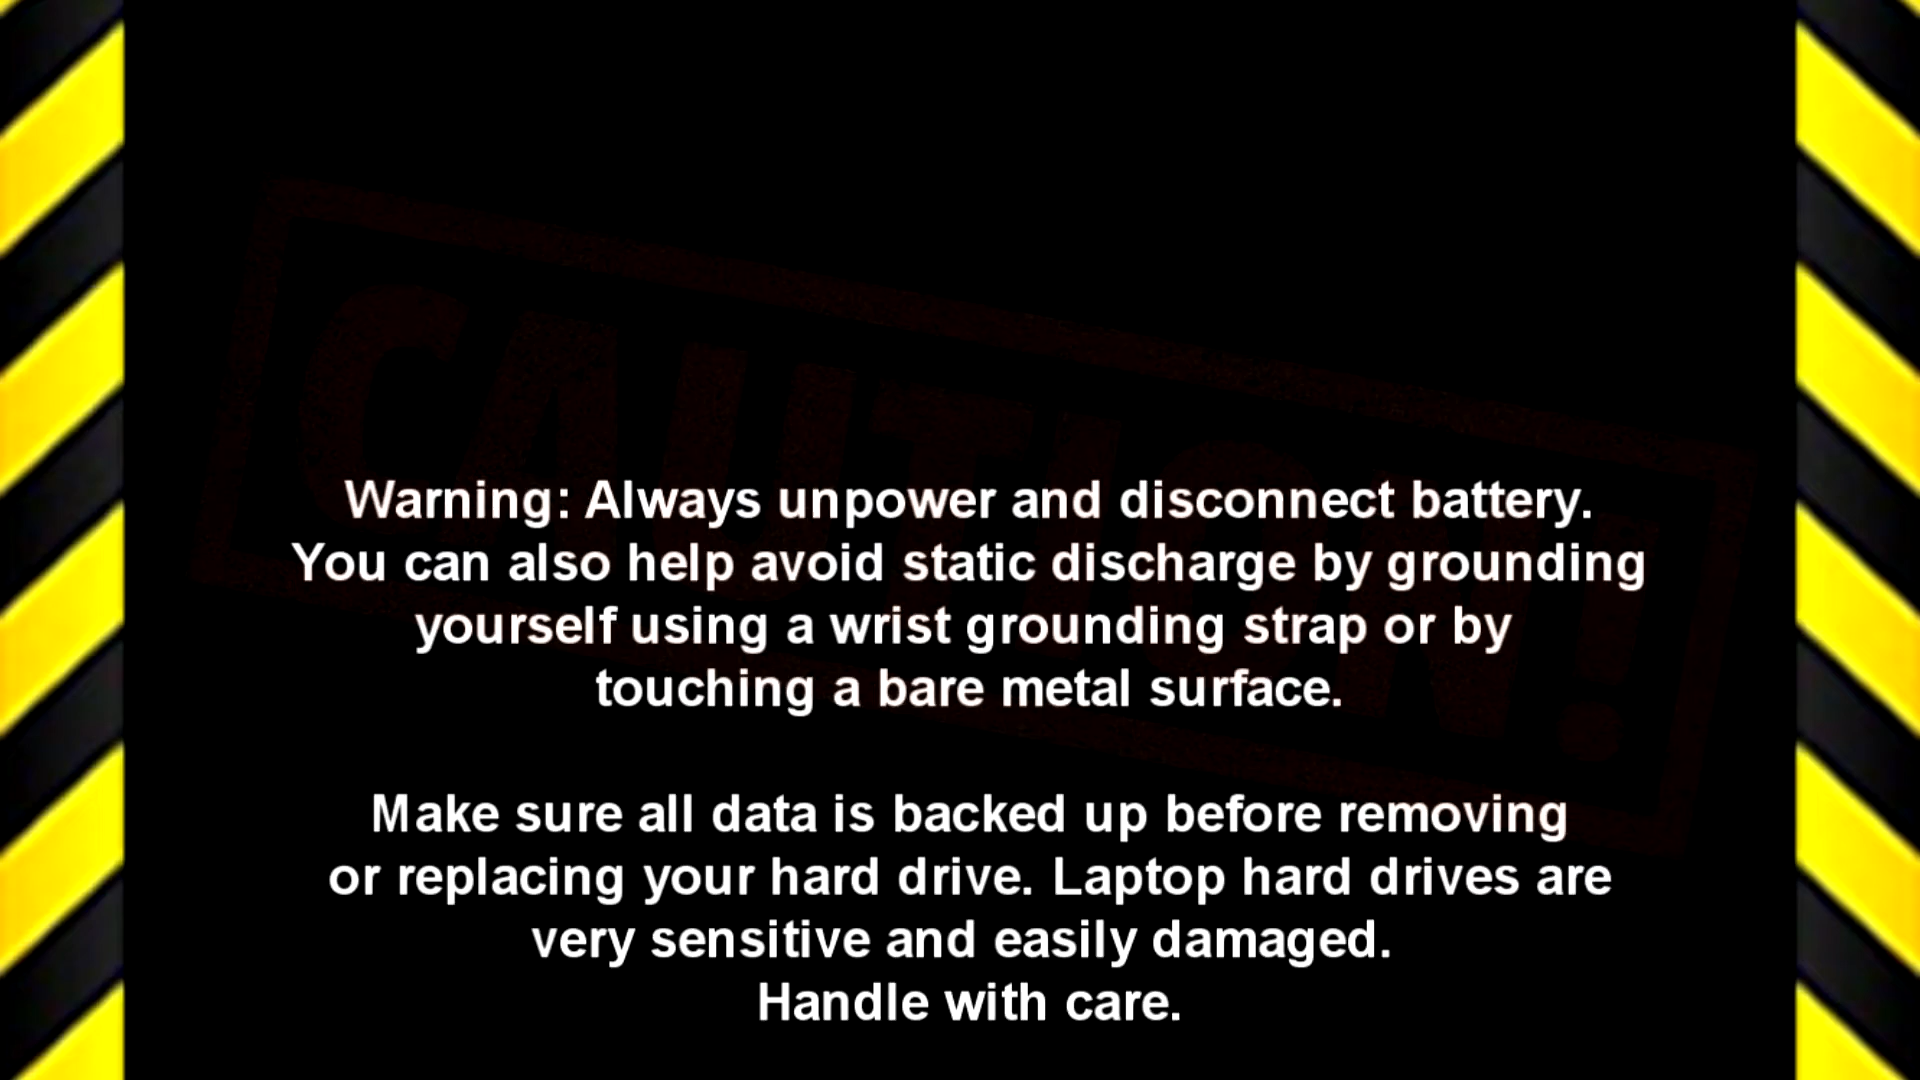 CAUTION!
Warning: Always unpower and disconnect battery.
You can also help avoid static discharge by grounding
yourself using a wrist grounding strap or by
touching a bare metal surface.
Make sure all data is backed up before removing
or replacing your hard drive. Laptop hard drives are
very sensitive and easily damaged.
Handle with care.